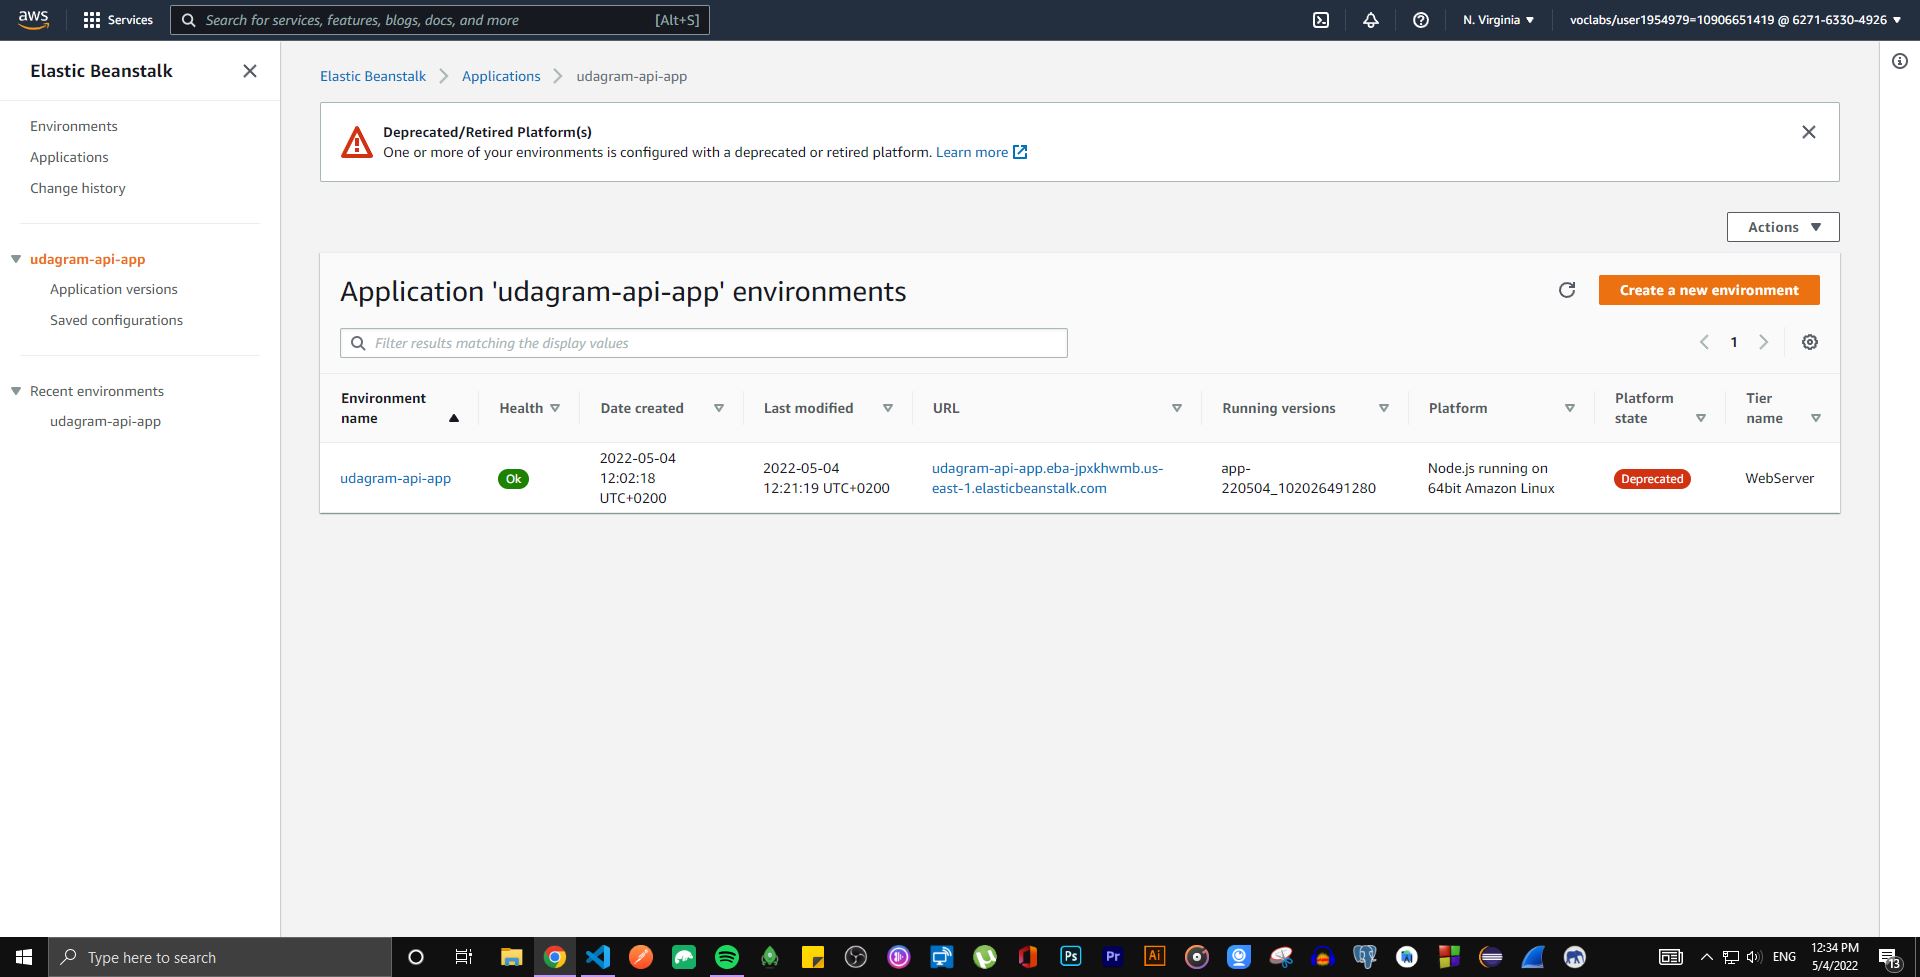 aws
Services
Search for services, features, blogs, docs, and more [Alt+S]
N. Virginia
voclabs/user1954979=10906651419 @ 6271-6330-4926
Elastic Beanstalk
Environments
Applications
Change history
udagram-api-app
Application versions
Saved configurations
Recent environments
udagram-api-app
Elastic Beanstalk
Applications
udagram-api-app
Deprecated/Retired Platform(s)
One or more of your environments is configured with a deprecated or retired platform. Learn more
Actions
Application 'udagram-api-app' environments
Create a new environment
Filter results matching the display values
1
Environment
name
Health
Date created
Last modified
URL
Running versions
Platform
Platform
state
Tier
name
udagram-api-app
Ok
2022-05-04
12:02:18
UTC+0200
2022-05-04
12:21:19 UTC+0200
udagram-api-app.eba-jpxkhwmb.us-
east-1.elasticbeanstalk.com
app-
220504_102026491280
Node.js running on
64bit Amazon Linux
Deprecated
WebServer
Type here to search
Ps
Pr
Ai
ENG
12:34 PM
5/4/2022
13